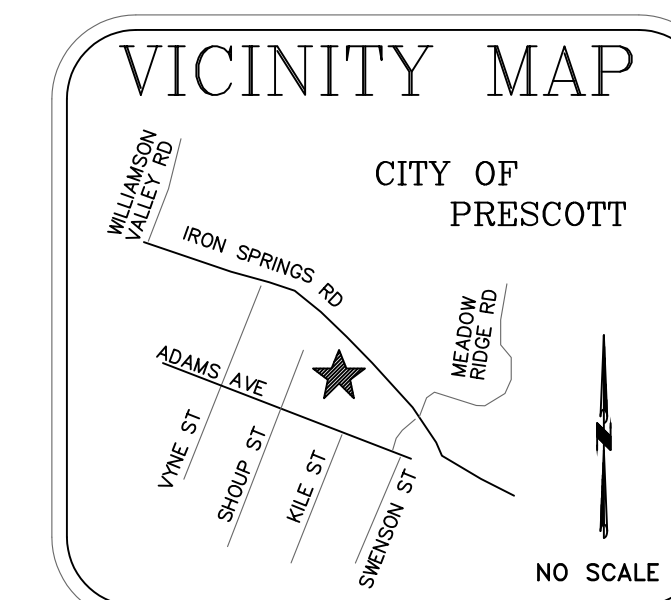 VICINITY MAP
CITY OF
PRESCOTT
WILLIAMSON
VALLEY RD
IRON SPRINGS RD
MEADOW
RIDGE RD
ADAMS AVE
VYNE ST
SHOUP ST
KILE ST
SWENSON ST
N
NO SCALE